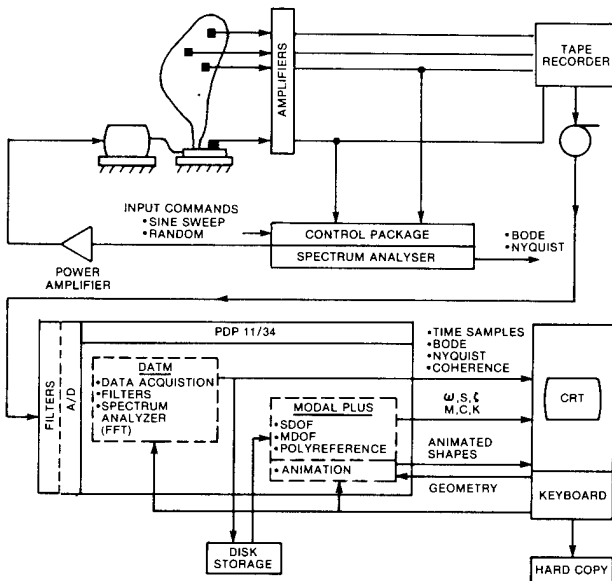 AMPLIFIERS
TAPE
RECORDER
INPUT COMMANDS
•SINE SWEEP
•RANDOM
CONTROL PACKAGE
SPECTRUM ANALYSER
•BODE
•NYQUIST
POWER
AMPLIFIER
FILTERS
A/D
PDP 11/34
DATM
•DATA ACQUISTION
•FILTERS
•SPECTRUM
ANALYZER
(FFT)
MODAL PLUS
•SDOF
•MDOF
•POLYREFERENCE
•ANIMATION
•TIME SAMPLES
•BODE
•NYQUIST
•COHERENCE
ω,S,ζ
M,C,K
ANIMATED
SHAPES
GEOMETRY
CRT
KEYBOARD
DISK
STORAGE
HARD COPY